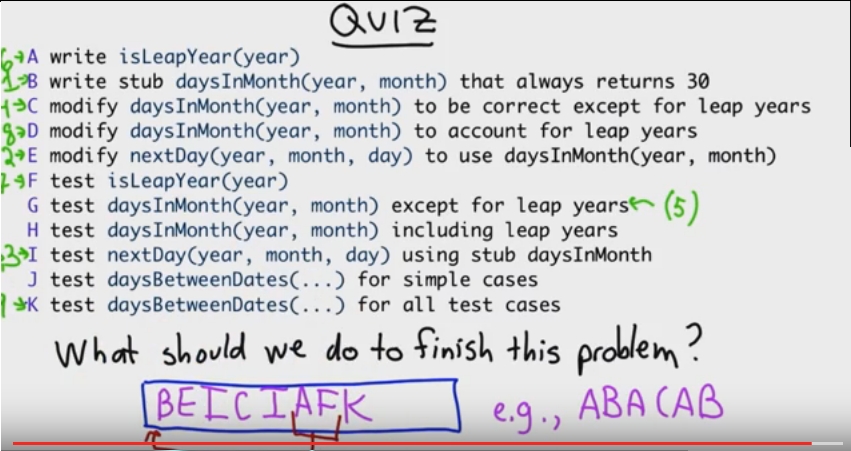 QUIZ
6→A write isLeapYear(year)
1→B write stub daysInMonth(year, month) that always returns 30
→C modify daysInMonth(year, month) to be correct except for leap years
8→D modify daysInMonth(year, month) to account for leap years
2→E modify nextDay(year, month, day) to use daysInMonth(year, month)
7→F test isLeapYear(year)
G test daysInMonth(year, month) except for leap years← (5)
H test daysInMonth(year, month) including leap years
3→I test nextDay(year, month, day) using stub daysInMonth
J test daysBetweenDates(...) for simple cases
→K test daysBetweenDates(...) for all test cases
What should we do to finish this problem?
BEICIAFK e.g., ABACAB